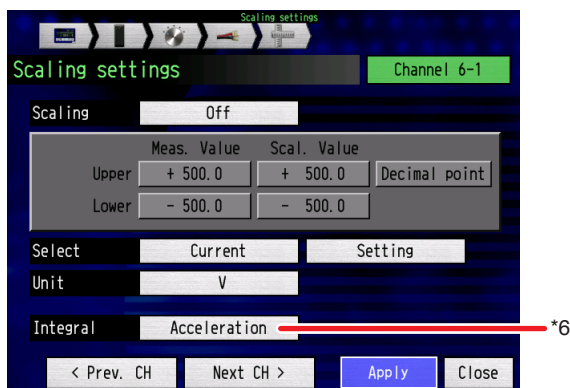 Scaling settings
Scaling settings Channel 6-1
Scaling Off
Meas. Value Scal. Value
Upper + 500.0 + 500.0 Decimal point
Lower - 500.0 - 500.0
Select Current Setting
Unit V
Integral Acceleration *6
< Prev. CH Next CH > Apply Close